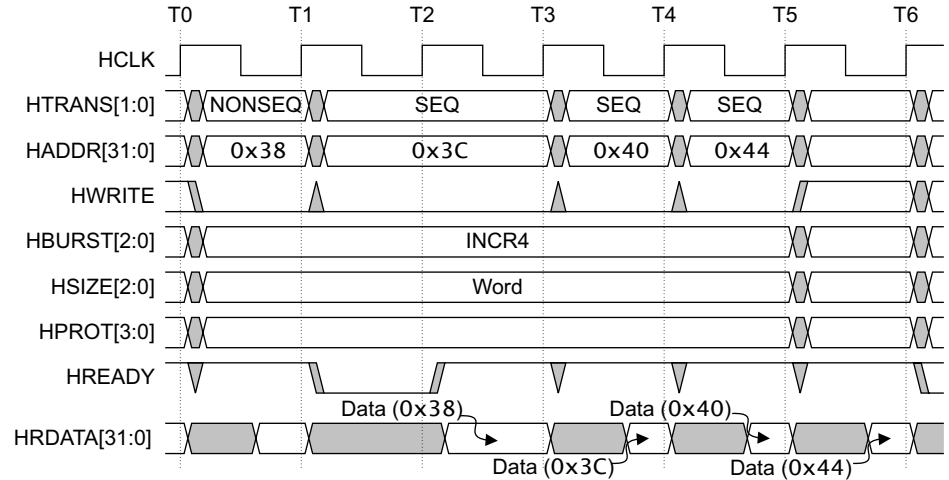 T0 T1 T2 T3 T4 T5 T6
HCLK
HTRANS[1:0] NONSEQ SEQ SEQ SEQ
HADDR[31:0] 0x38 0x3C 0x40 0x44
HWRITE
HBURST[2:0] INCR4
HSIZE[2:0] Word
HPROT[3:0]
HREADY
Data (0x38) Data (0x40)
HRDATA[31:0]
Data (0x3C) Data (0x44)